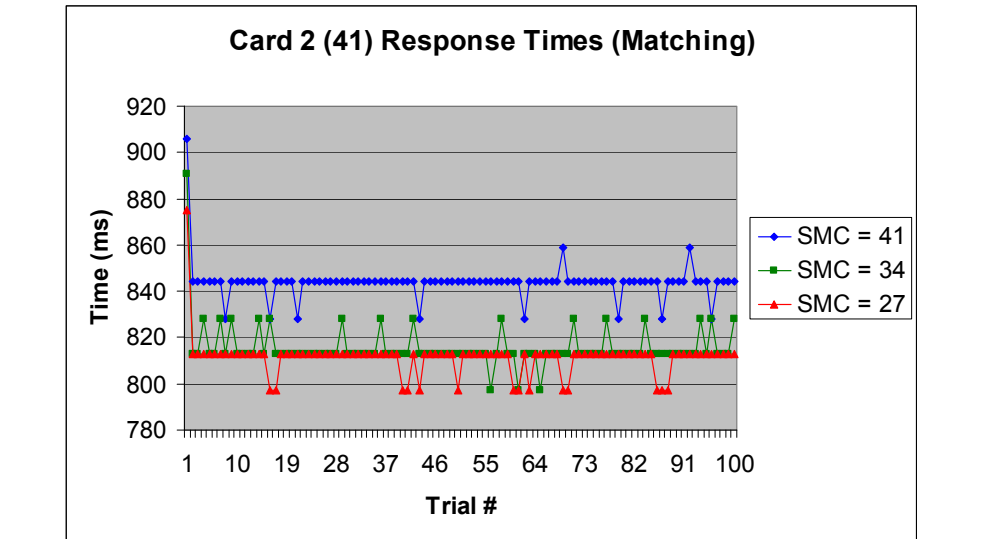 Card 2 (41) Response Times (Matching)
920
900
880
860
840
820
800
780
Time (ms)
1 10 19 28 37 46 55 64 73 82 91 100
Trial #
SMC = 41
SMC = 34
SMC = 27